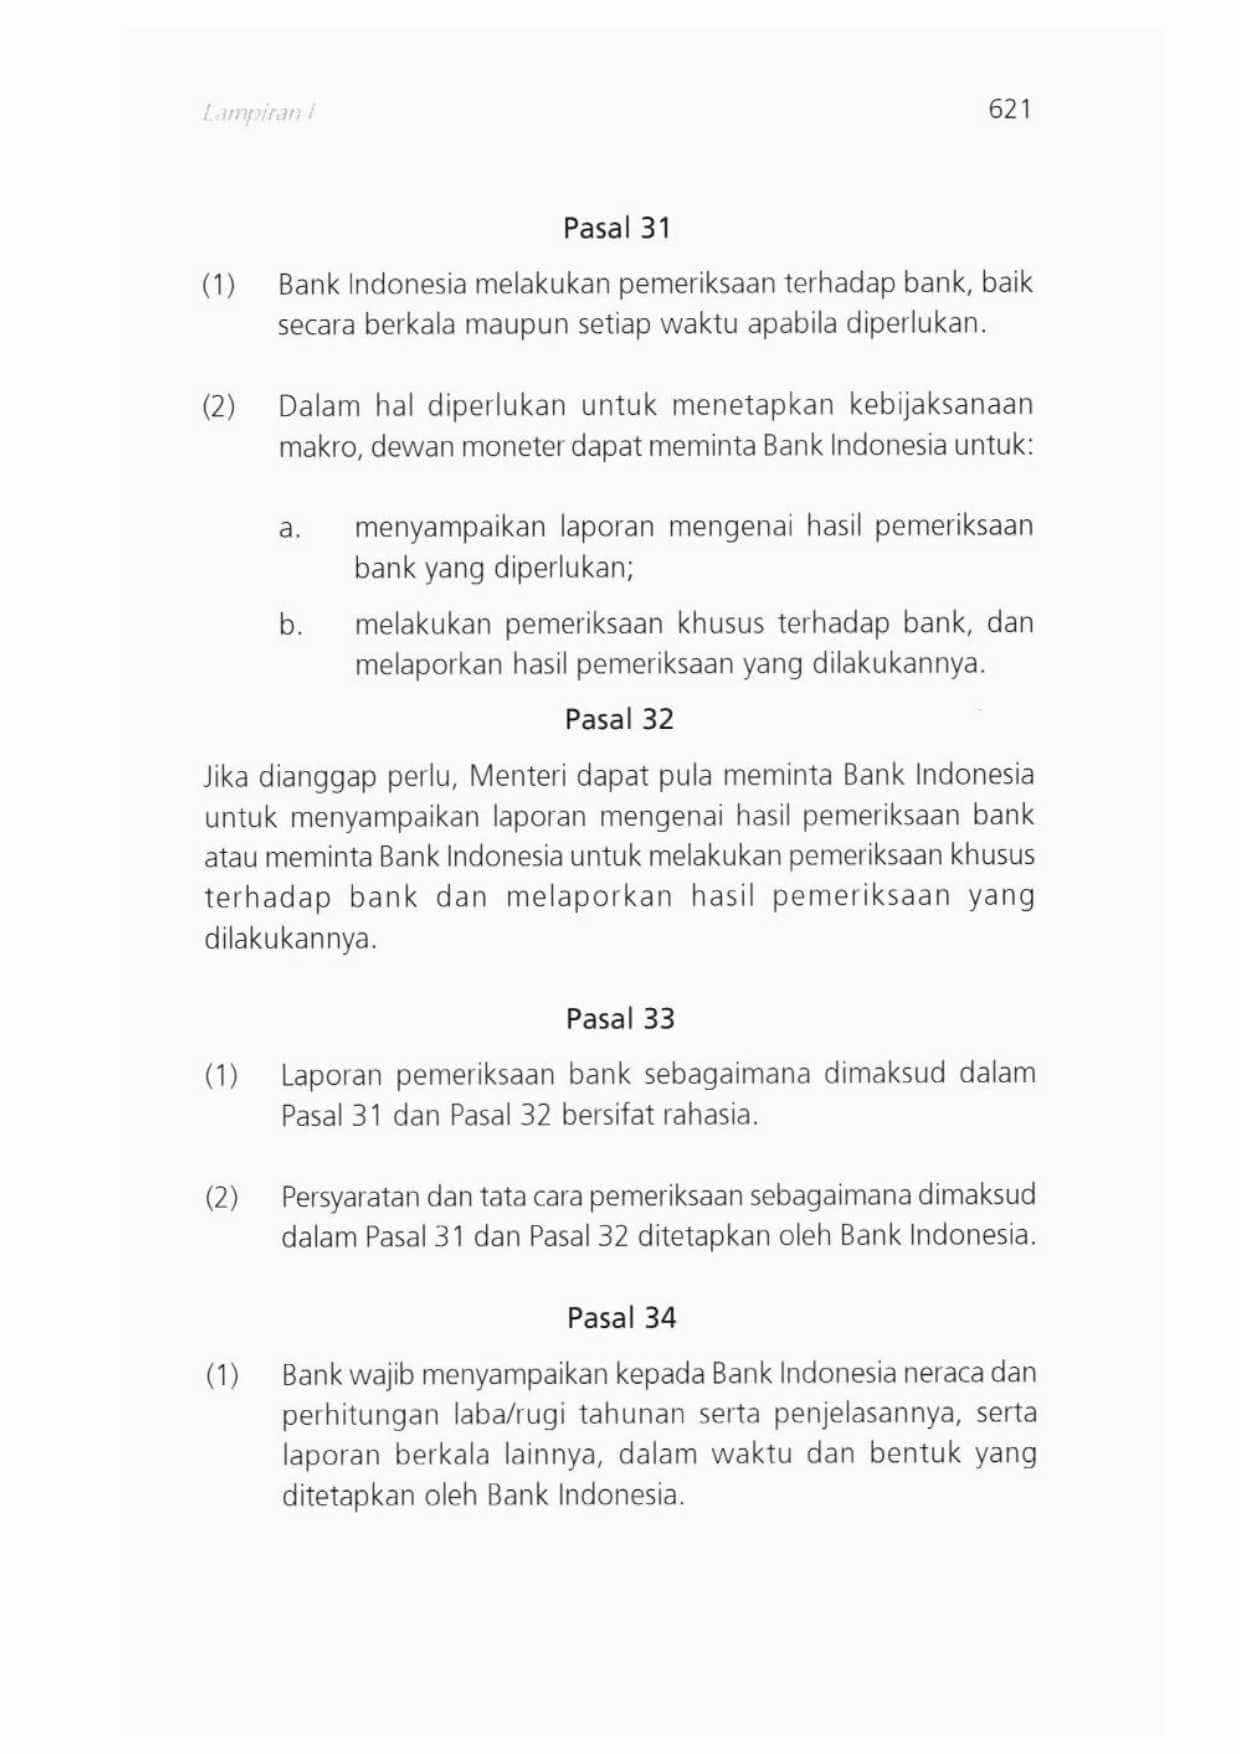 Lampiran I
621
Pasal 31
(1) Bank Indonesia melakukan pemeriksaan terhadap bank, baik
secara berkala maupun setiap waktu apabila diperlukan.
(2) Dalam hal diperlukan untuk menetapkan kebijaksanaan
makro, dewan moneter dapat meminta Bank Indonesia untuk:
a. menyampaikan laporan mengenai hasil pemeriksaan
bank yang diperlukan;
b. melakukan pemeriksaan khusus terhadap bank, dan
melaporkan hasil pemeriksaan yang dilakukannya.
Pasal 32
Jika dianggap perlu, Menteri dapat pula meminta Bank Indonesia
untuk menyampaikan laporan mengenai hasil pemeriksaan bank
atau meminta Bank Indonesia untuk melakukan pemeriksaan khusus
terhadap bank dan melaporkan hasil pemeriksaan yang
dilakukannya.
Pasal 33
(1) Laporan pemeriksaan bank sebagaimana dimaksud dalam
Pasal 31 dan Pasal 32 bersifat rahasia.
(2) Persyaratan dan tata cara pemeriksaan sebagaimana dimaksud
dalam Pasal 31 dan Pasal 32 ditetapkan oleh Bank Indonesia.
Pasal 34
(1) Bank wajib menyampaikan kepada Bank Indonesia neraca dan
perhitungan laba/rugi tahunan serta penjelasannya, serta
laporan berkala lainnya, dalam waktu dan bentuk yang
ditetapkan oleh Bank Indonesia.